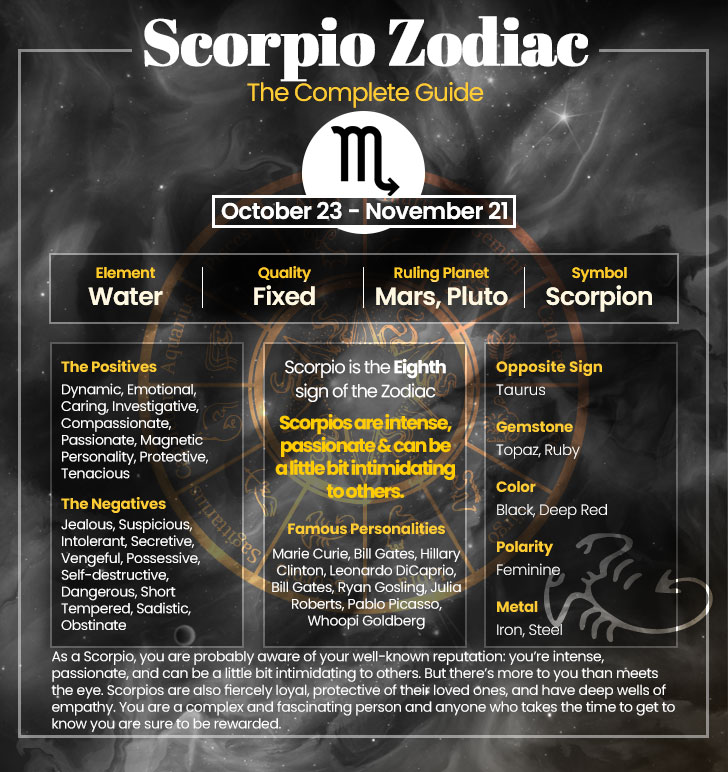 Scorpio Zodiac
The Complete Guide
October 23 - November 21
Element
Water
Quality
Fixed
Ruling Planet
Mars, Pluto
Symbol
Scorpion
The Positives
Dynamic, Emotional,
Caring, Investigative,
Compassionate,
Passionate, Magnetic
Personality, Protective,
Tenacious
The Negatives
Jealous, Suspicious,
Intolerant, Secretive,
Vengeful, Possessive,
Self-destructive,
Dangerous, Short
Tempered, Sadistic,
Obstinate
Scorpio is the Eighth
sign of the Zodiac
Scorpios are intense,
passionate & can be
a little bit intimidating
to others.
Famous Personalities
Marie Curie, Bill Gates, Hillary
Clinton, Leonardo DiCaprio,
Bill Gates, Ryan Gosling, Julia
Roberts, Pablo Picasso,
Whoopi Goldberg
Opposite Sign
Taurus
Gemstone
Topaz, Ruby
Color
Black, Deep Red
Polarity
Feminine
Metal
Iron, Steel
As a Scorpio, you are probably aware of your well-known reputation: you're intense,
passionate, and can be a little bit intimidating to others. But there's more to you than meets
the eye. Scorpios are also fiercely loyal, protective of their loved ones, and have deep wells of
empathy. You are a complex and fascinating person and anyone who takes the time to get to
know you are sure to be rewarded.
Aquarius
Sagittarius
Gemini